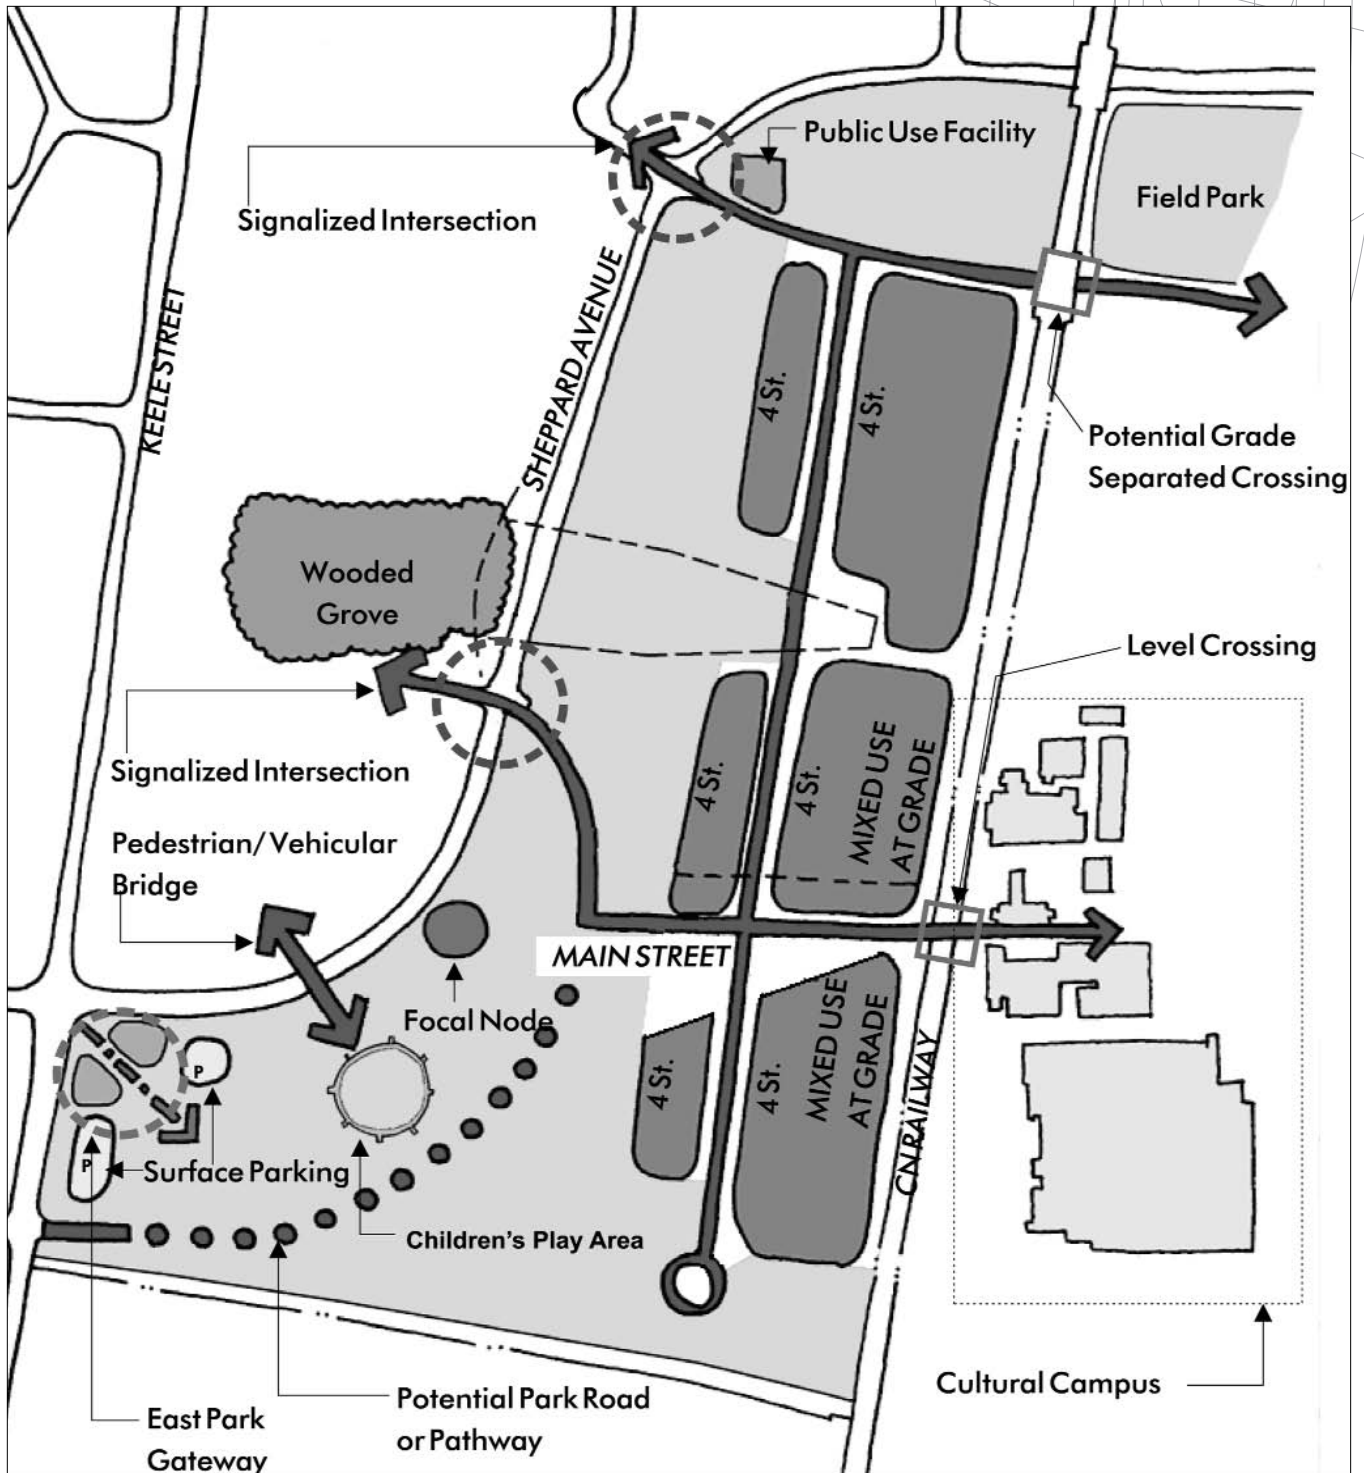 Public Use Facility
Field Park
Signalized Intersection
KEELE STREET
SHEPPARD AVENUE
4 St.
4 St.
Potential Grade
Separated Crossing
Wooded
Grove
Level Crossing
Signalized Intersection
4 St.
4 St.
MIXED USE
AT GRADE
Pedestrian/ Vehicular
Bridge
MAIN STREET
Focal Node
4 St.
4 St.
MIXED USE
AT GRADE
CN RAILWAY
P
P
Surface Parking
Children's Play Area
Cultural Campus
Potential Park Road
or Pathway
East Park
Gateway